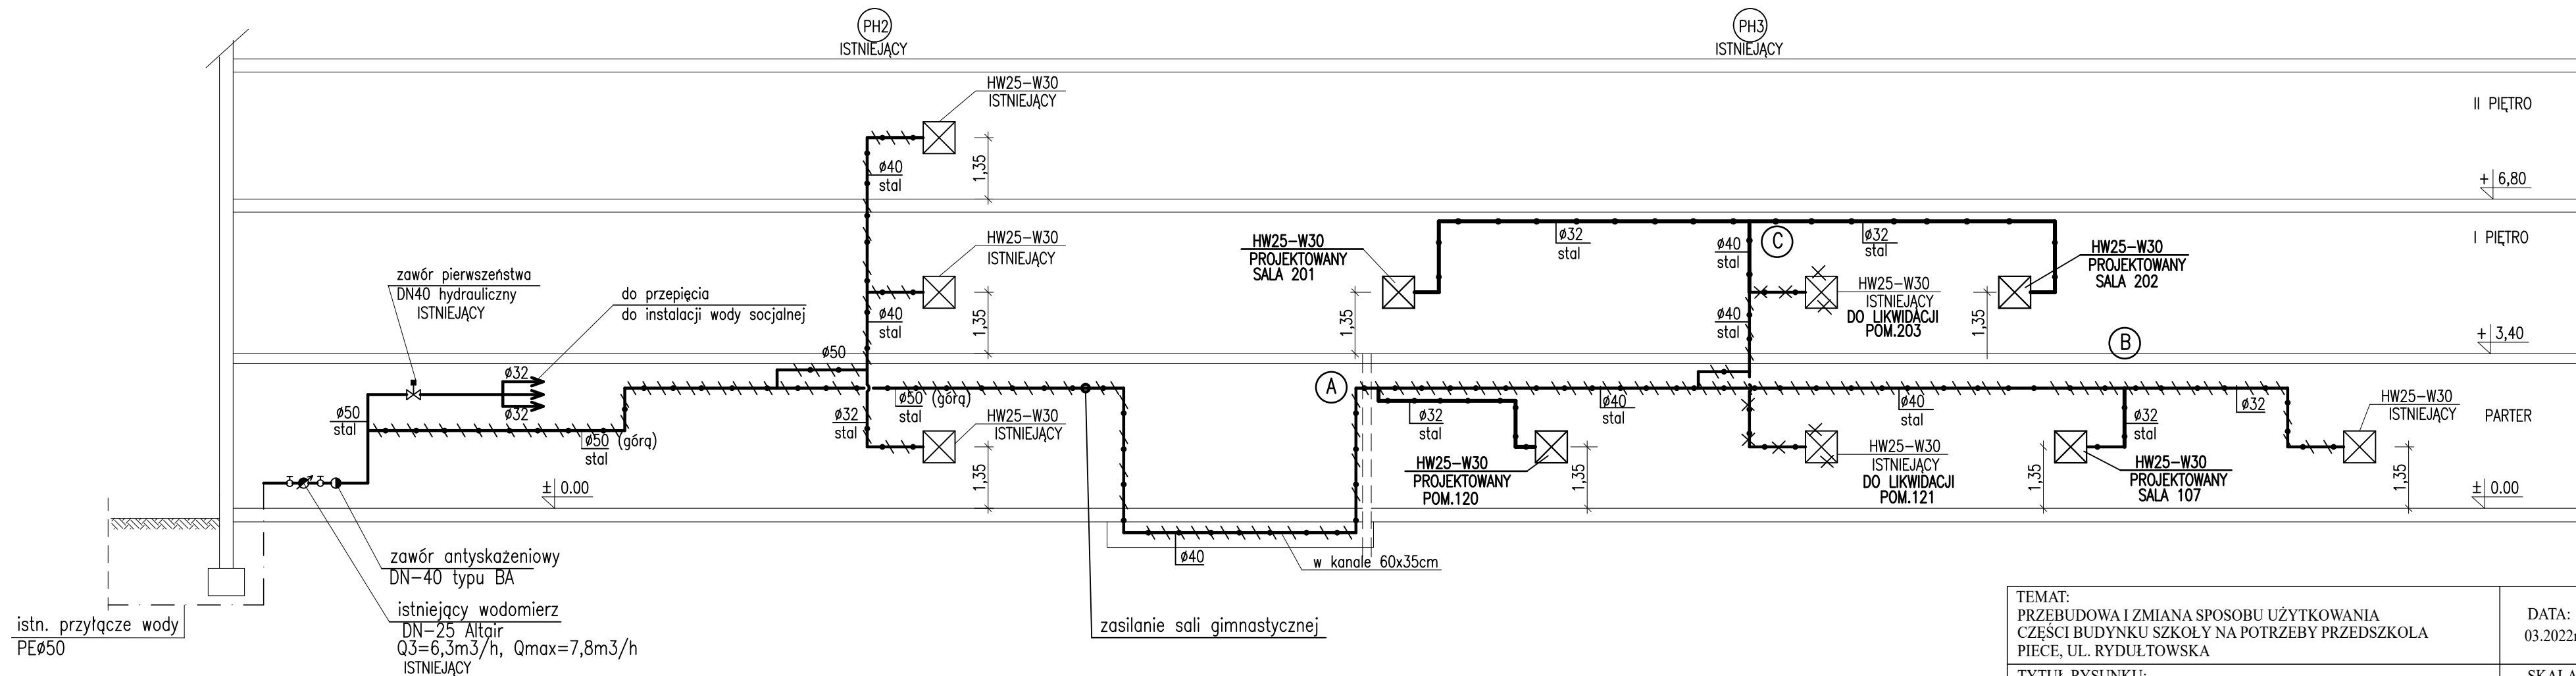 PH2
ISTNIEJĄCY
PH3
ISTNIEJĄCY
HW25-W30
ISTNIEJĄCY
II PIĘTRO
ø40
stal
1,35
+ 6,80
HW25-W30
ISTNIEJĄCY
HW25-W30
PROJEKTOWANY
SALA 201
ø32
stal
ø40
stal
C
ø32
stal
HW25-W30
PROJEKTOWANY
SALA 202
I PIĘTRO
zawór pierwszeństwa
DN40 hydrauliczny
ISTNIEJĄCY
do przepięcia
do instalacji wody socjalnej
ø40
stal
1,35
1,35
ø40
stal
HW25-W30
ISTNIEJĄCY
DO LIKWIDACJI
POM.203
1,35
+ 3,40
B
ø50
ø32
ø32
ø50
stal
ø50 (górą)
stal
ø32
stal
ø50 (górą)
stal
HW25-W30
ISTNIEJĄCY
A
ø32
stal
ø40
stal
ø40
stal
ø32
stal
ø32
HW25-W30
ISTNIEJĄCY
PARTER
1,35
HW25-W30
PROJEKTOWANY
POM.120
1,35
HW25-W30
ISTNIEJĄCY
DO LIKWIDACJI
POM.121
1,35
HW25-W30
PROJEKTOWANY
SALA 107
1,35
± 0.00
± 0.00
ø40
w kanale 60x35cm
zawór antyskażeniowy
DN-40 typu BA
istniejący wodomierz
DN-25 Altair
Q3=6,3m3/h, Qmax=7,8m3/h
ISTNIEJĄCY
istn. przyłącze wody
PEø50
zasilanie sali gimnastycznej
TEMAT:
PRZEBUDOWA I ZMIANA SPOSOBU UŻYTKOWANIA
CZĘŚCI BUDYNKU SZKOŁY NA POTRZEBY PRZEDSZKOLA
PIECE, UL. RYDUŁTOWSKA
DATA:
03.2022r
TYTUŁ RYSUNKU:
SKALA